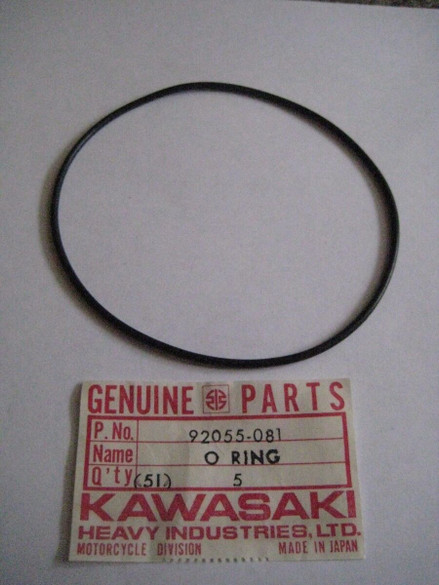 GENUINE PARTS
P. No. 92055-081
Name O RING
Q'ty (51) 5
KAWASAKI
HEAVY INDUSTRIES, LTD.
MOTORCYCLE DIVISION MADE IN JAPAN